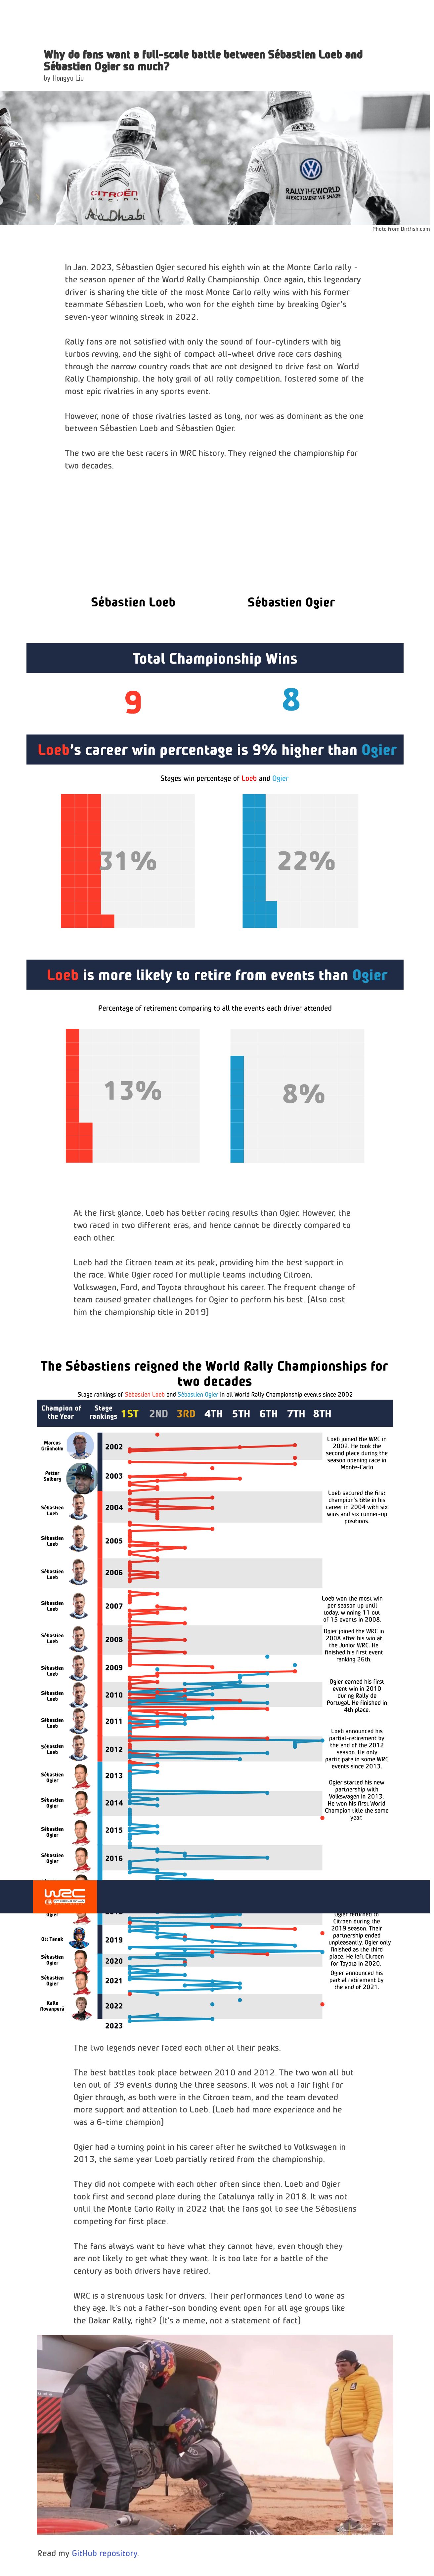 Why do fans want a full-scale battle between Sébastien Loeb and
Sébastien Ogier so much?
by Hongyu Liu
CITROËN
RACING
Abu Dhabi
RALLYTHEWORLD
#EXCITEMENT WE SHARE
Photo from Dirtfish.com
In Jan. 2023, Sébastien Ogier secured his eighth win at the Monte Carlo rally -
the season opener of the World Rally Championship. Once again, this legendary
driver is sharing the title of the most Monte Carlo rally wins with his former
teammate Sébastien Loeb, who won for the eighth time by breaking Ogier's
seven-year winning streak in 2022.
Rally fans are not satisfied with only the sound of four-cylinders with big
turbos revving, and the sight of compact all-wheel drive race cars dashing
through the narrow country roads that are not designed to drive fast on. World
Rally Championship, the holy grail of all rally competition, fostered some of the
most epic rivalries in any sports event.
However, none of those rivalries lasted as long, nor was as dominant as the one
between Sébastien Loeb and Sébastien Ogier.
The two are the best racers in WRC history. They reigned the championship for
two decades.
Sébastien Loeb Sébastien Ogier
Total Championship Wins
9 8
Loeb's career win percentage is 9% higher than Ogier
Stages win percentage of Loeb and Ogier
31% 22%
Loeb is more likely to retire from events than Ogier
Percentage of retirement comparing to all the events each driver attended
13% 8%
At the first glance, Loeb has better racing results than Ogier. However, the
two raced in two different eras, and hence cannot be directly compared to
each other.
Loeb had the Citroen team at its peak, providing him the best support in
the race. While Ogier raced for multiple teams including Citroen,
Volkswagen, Ford, and Toyota throughout his career. The frequent change of
team caused greater challenges for Ogier to perform his best. (Also cost
him the championship title in 2019)
The Sébastiens reigned the World Rally Championships for
two decades
Stage rankings of Sébastien Loeb and Sébastien Ogier in all World Rally Championship events since 2002
Champion of
the Year
Stage
rankings
1ST 2ND 3RD 4TH 5TH 6TH 7TH 8TH
Marcus
Grönholm
2002
Loeb joined the WRC in
2002. He took the
second place during the
season opening race in
Monte-Carlo
Petter
Solberg
2003
Sébastien
Loeb
2004
Loeb secured the first
champion's title in his
career in 2004 with six
wins and six runner-up
positions.
Sébastien
Loeb
2005
Sébastien
Loeb
2006
Sébastien
Loeb
2007
Loeb won the most win
per season up until
today, winning 11 out
of 15 events in 2008.
Sébastien
Loeb
2008
Ogier joined the WRC in
2008 after his win at
the Junior WRC. He
finished his first event
ranking 26th.
Sébastien
Loeb
2009
Sébastien
Loeb
2010
Ogier earned his first
event win in 2010
during Rally de
Portugal. He finished in
4th place.
Sébastien
Loeb
2011
Sébastien
Loeb
2012
Loeb announced his
partial-retirement by
the end of the 2012
season. He only
participate in some WRC
events since 2013.
Sébastien
Ogier
2013
Ogier started his new
partnership with
Volkswagen in 2013.
He won his first World
Champion title the same
year.
Sébastien
Ogier
2014
Sébastien
Ogier
2015
Sébastien
Ogier
2016
WRC
FIA WORLD RALLY
Ogier
2018
Ogier returned to
Citroen during the
2019 season. Their
partnership ended
unpleasantly. Ogier only
finished as the third
place. He left Citroen
for Toyota in 2020.
Ott Tänak
2019
Sébastien
Ogier
2020
Sébastien
Ogier
2021
Ogier announced his
partial retirement by
the end of 2021.
Kalle
Rovanperä
2022
2023
The two legends never faced each other at their peaks.
The best battles took place between 2010 and 2012. The two won all but
ten out of 39 events during the three seasons. It was not a fair fight for
Ogier through, as both were in the Citroen team, and the team devoted
more support and attention to Loeb. (Loeb had more experience and he
was a 6-time champion)
Ogier had a turning point in his career after he switched to Volkswagen in
2013, the same year Loeb partially retired from the championship.
They did not compete with each other often since then. Loeb and Ogier
took first and second place during the Catalunya rally in 2018. It was not
until the Monte Carlo Rally in 2022 that the fans got to see the Sébastiens
competing for first place.
The fans always want to have what they cannot have, even though they
are not likely to get what they want. It is too late for a battle of the
century as both drivers have retired.
WRC is a strenuous task for drivers. Their performances tend to wane as
they age. It's not a father-son bonding event open for all age groups like
the Dakar Rally, right? (It's a meme, not a statement of fact)
Read my GitHub repository.